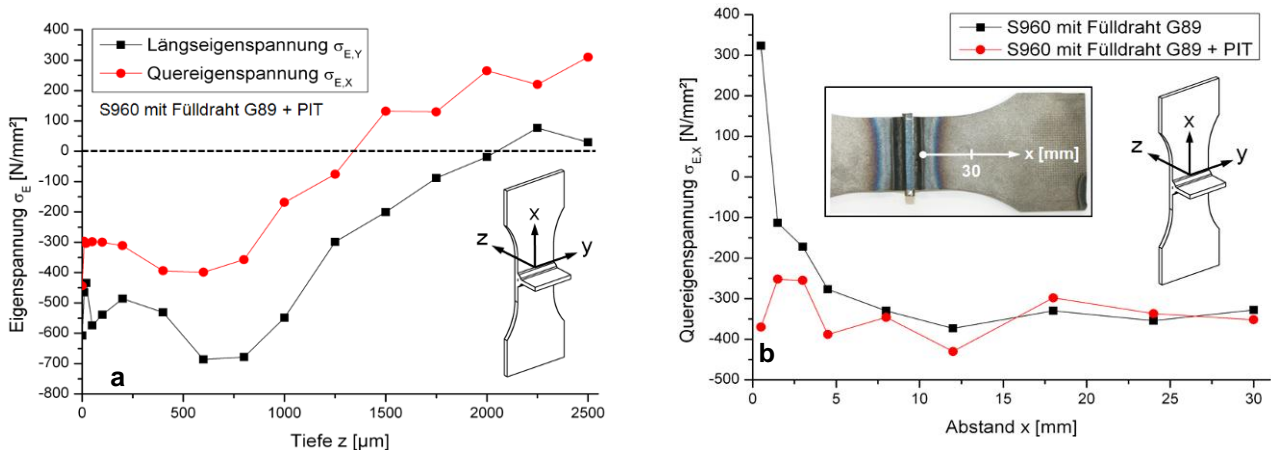 400
300
200
100
0
-100
-200
-300
-400
-500
-600
-700
-800
Eigenspannung σE [N/mm²]
Längseigenspannung σE,Y
Quereigenspannung σE,X
S960 mit Fülldraht G89 + PIT
x
z
y
a
0
500
1000
1500
2000
2500
Tiefe z [µm]
400
300
200
100
0
-100
-200
-300
-400
-500
Quereigenspannung σE,X [N/mm²]
S960 mit Fülldraht G89
S960 mit Fülldraht G89 + PIT
x [mm]
30
x
z
y
b
0
5
10
15
20
25
30
Abstand x [mm]